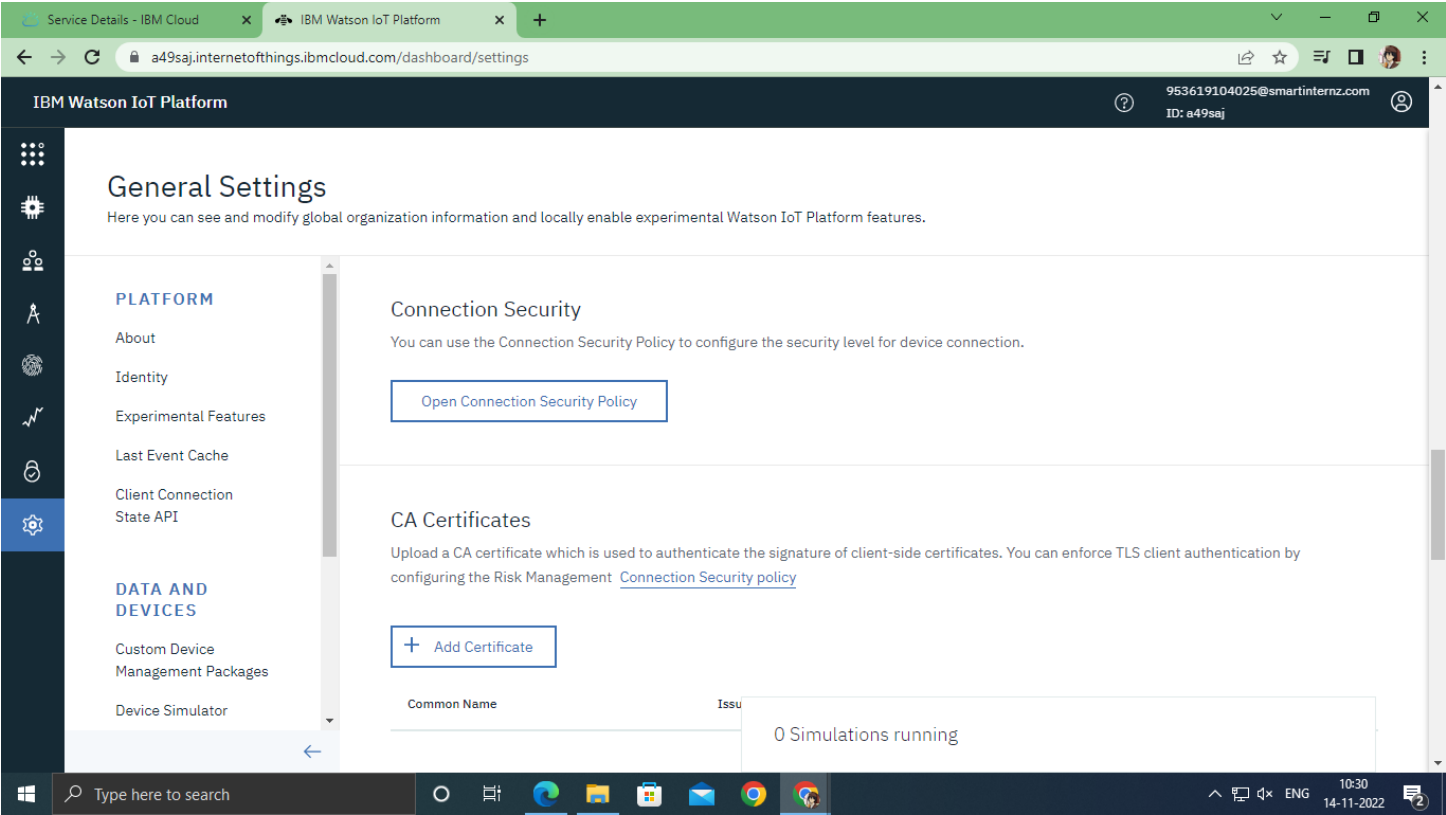 Service Details - IBM Cloud
IBM Watson IoT Platform
a49saj.internetofthings.ibmcloud.com/dashboard/settings
IBM Watson IoT Platform
953619104025@smartinternz.com
ID: a49saj
General Settings
Here you can see and modify global organization information and locally enable experimental Watson IoT Platform features.
PLATFORM
About
Identity
Experimental Features
Last Event Cache
Client Connection
State API
DATA AND
DEVICES
Custom Device
Management Packages
Device Simulator
Connection Security
You can use the Connection Security Policy to configure the security level for device connection.
Open Connection Security Policy
CA Certificates
Upload a CA certificate which is used to authenticate the signature of client-side certificates. You can enforce TLS client authentication by
configuring the Risk Management Connection Security policy
+ Add Certificate
Common Name
Issu
0 Simulations running
Type here to search
ENG
10:30
14-11-2022
2